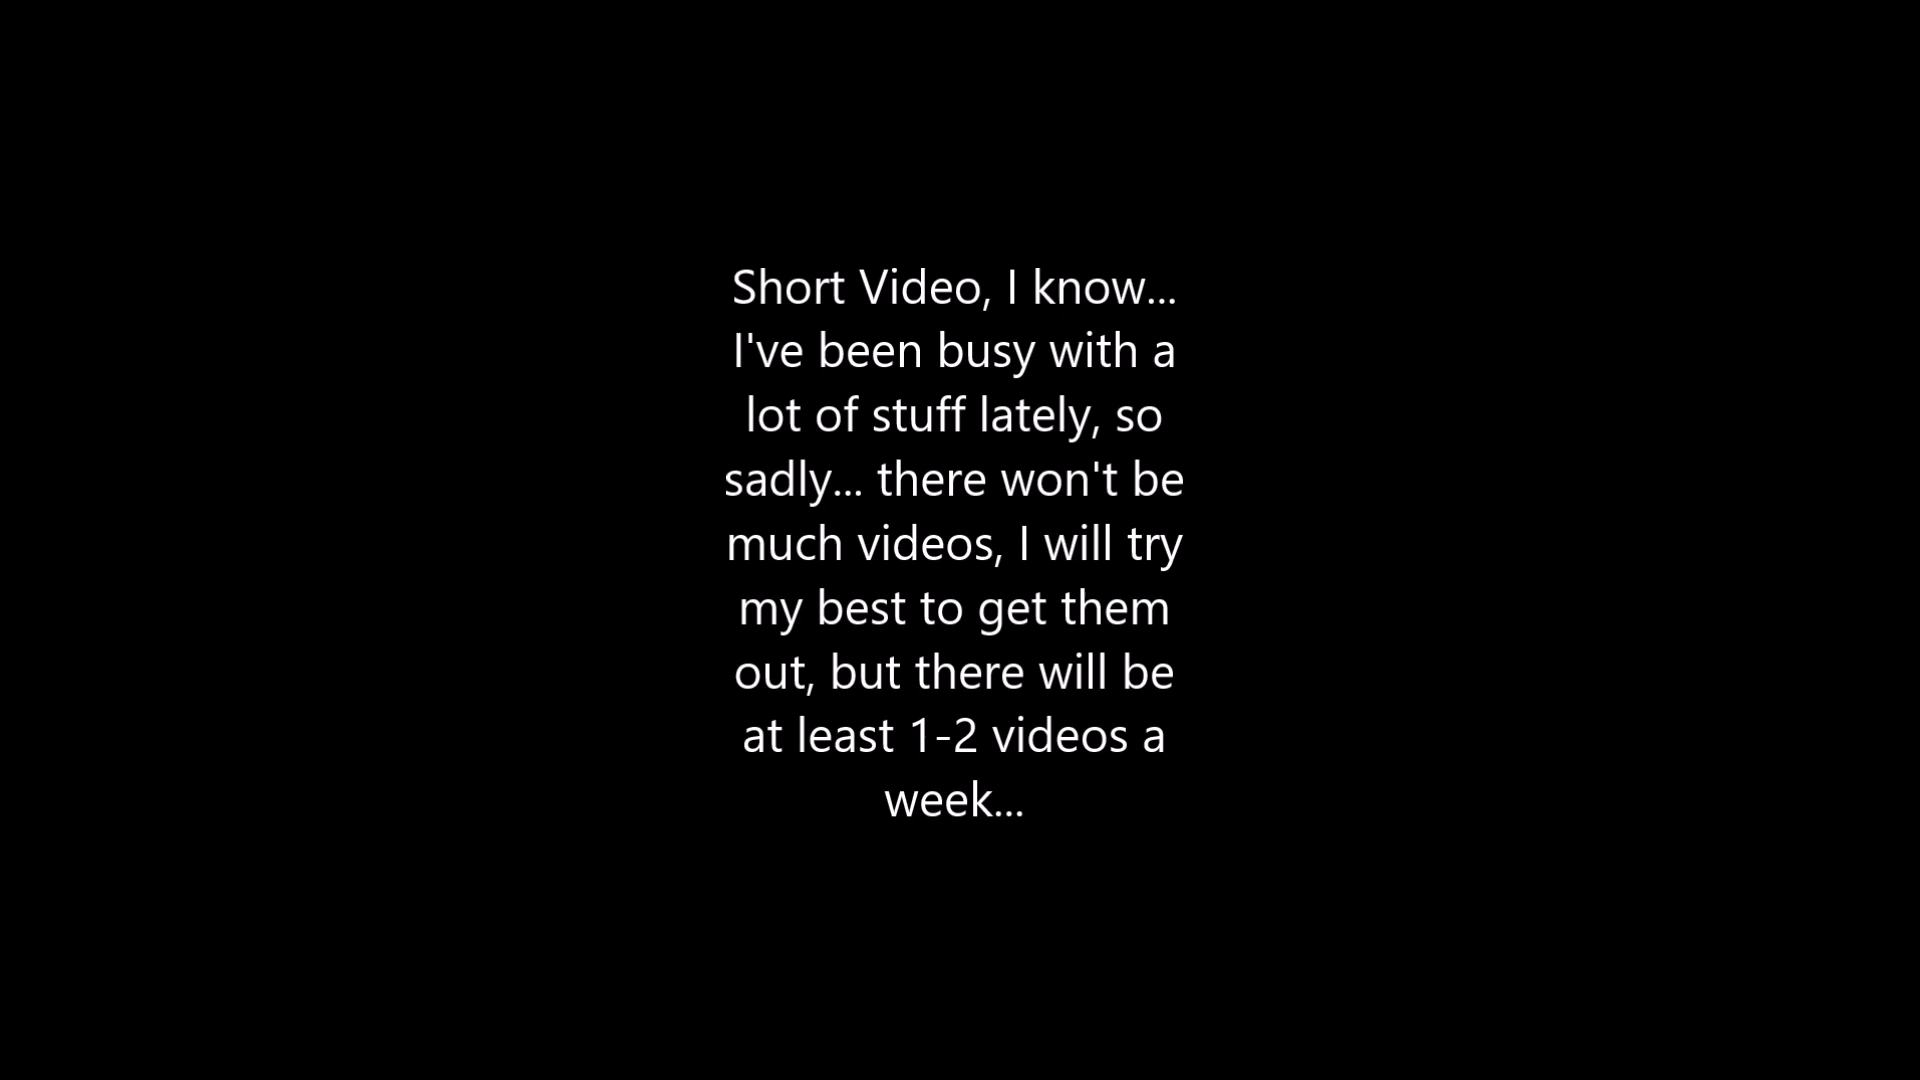 Short Video, I know...
I've been busy with a
lot of stuff lately, so
sadly... there won't be
much videos, I will try
my best to get them
out, but there will be
at least 1-2 videos a
week...